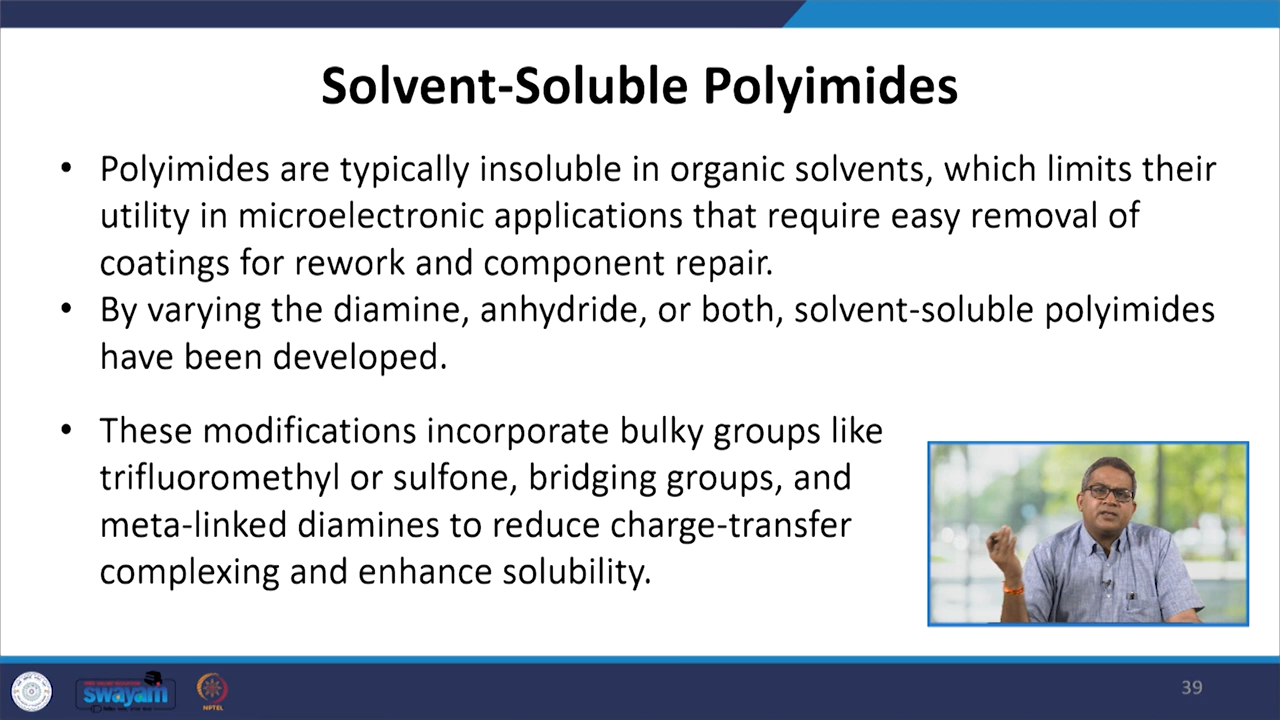 Solvent-Soluble Polyimides
• Polyimides are typically insoluble in organic solvents, which limits their
utility in microelectronic applications that require easy removal of
coatings for rework and component repair.
• By varying the diamine, anhydride, or both, solvent-soluble polyimides
have been developed.
• These modifications incorporate bulky groups like
trifluoromethyl or sulfone, bridging groups, and
meta-linked diamines to reduce charge-transfer
complexing and enhance solubility.
swayam
NPTEL
39